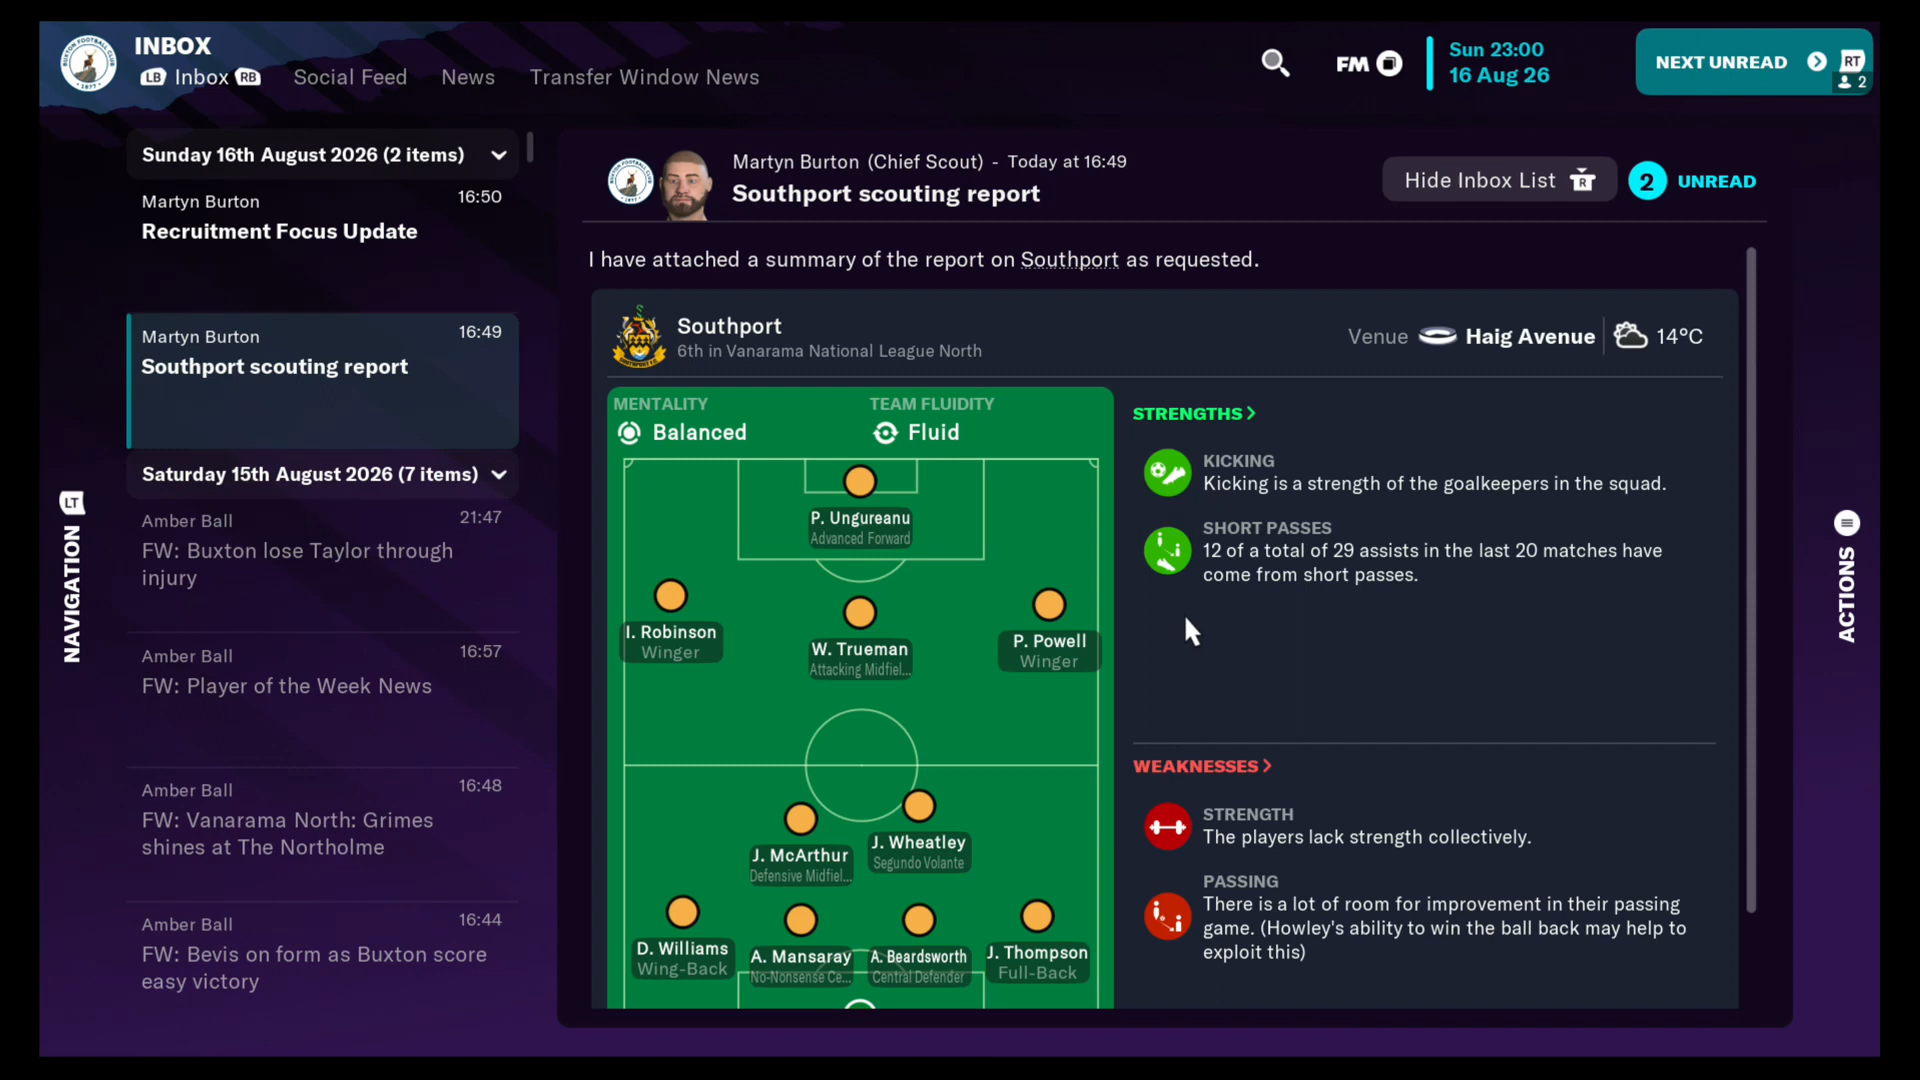 INBOX
LB Inbox RB
Social Feed
News
Transfer Window News
FM
Sun 23:00
16 Aug 26
NEXT UNREAD
RT
2
Sunday 16th August 2026 (2 items)
Martyn Burton
16:50
Recruitment Focus Update
Martyn Burton
16:49
Southport scouting report
Saturday 15th August 2026 (7 items)
Amber Ball
21:47
FW: Buxton lose Taylor through
injury
Amber Ball
16:57
FW: Player of the Week News
Amber Ball
16:48
FW: Vanarama North: Grimes
shines at The Northolme
Amber Ball
16:44
FW: Bevis on form as Buxton score
easy victory
LT
NAVIGATION
Martyn Burton (Chief Scout) - Today at 16:49
Southport scouting report
Hide Inbox List
R
2
UNREAD
I have attached a summary of the report on Southport as requested.
Southport
6th in Vanarama National League North
Venue
Haig Avenue
14°C
MENTALITY
Balanced
TEAM FLUIDITY
Fluid
P. Ungureanu
Advanced Forward
I. Robinson
Winger
W. Trueman
Attacking Midfiel...
P. Powell
Winger
J. McArthur
Defensive Midfiel...
J. Wheatley
Segundo Volante
D. Williams
Wing-Back
A. Mansaray
No-Nonsense Ce...
A. Beardsworth
Central Defender
J. Thompson
Full-Back
STRENGTHS
KICKING
Kicking is a strength of the goalkeepers in the squad.
SHORT PASSES
12 of a total of 29 assists in the last 20 matches have
come from short passes.
WEAKNESSES
STRENGTH
The players lack strength collectively.
PASSING
There is a lot of room for improvement in their passing
game. (Howley's ability to win the ball back may help to
exploit this)
ACTIONS